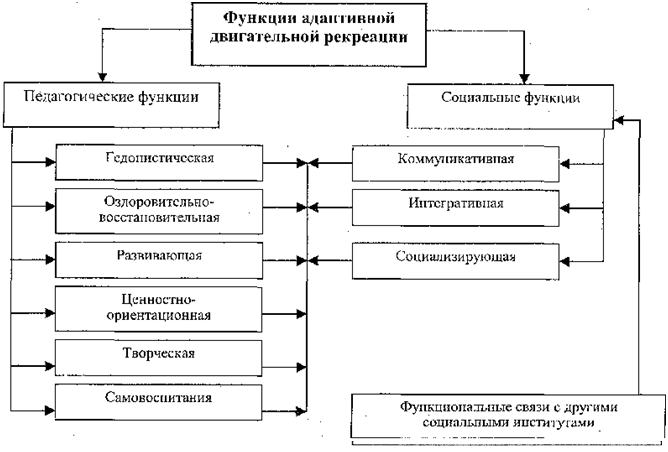 Функции адаптивной
двигательной рекреации
Педагогические функции
Социальные функции
Гедонистическая
Коммуникативная
Оздоровительно-
восстановительная
Интегративная
Развивающая
Социализирующая
Ценностно-
ориентационная
Творческая
Самовоспитания
Функциональные связи с другими
социальными институтами